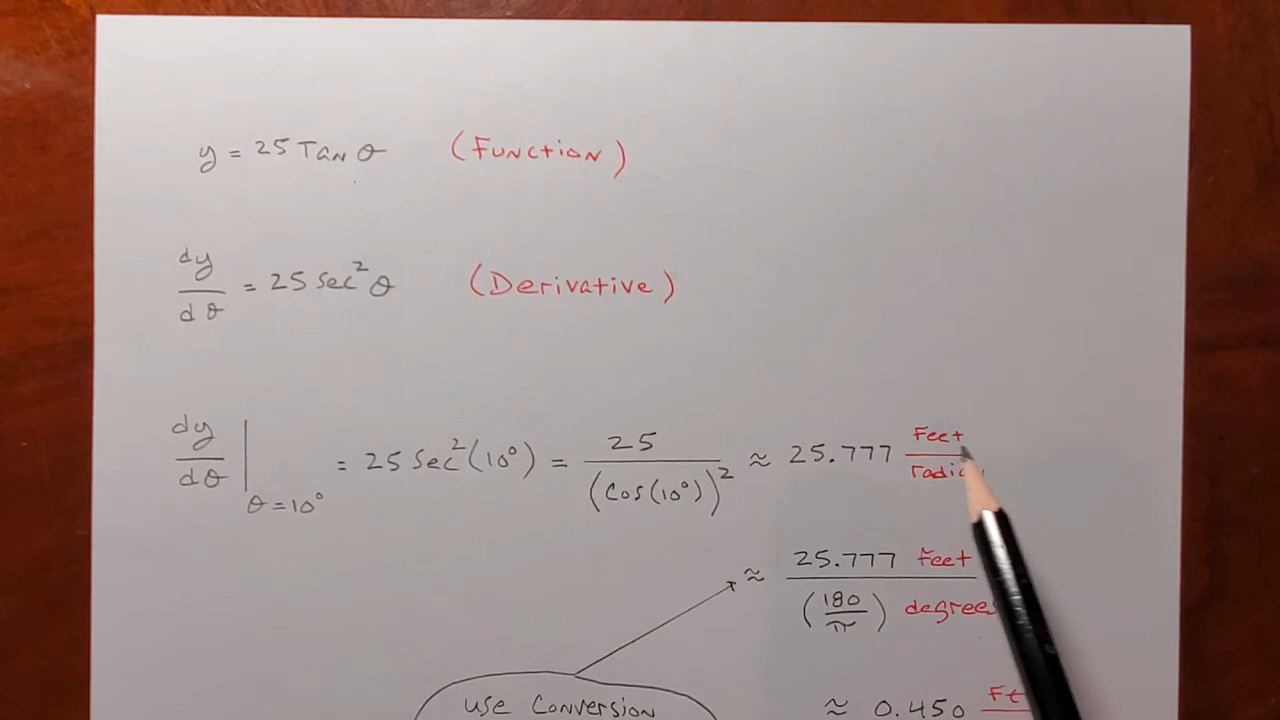 y = 25 Tan θ (Function)
dy/dθ = 25 Sec² θ (Derivative)
dy/dθ |θ=10° = 25 Sec²(10°) = 25/(Cos(10°))² ≈ 25.777 Feet/
≈ 25.777 Feet/(180/π) degrees
use Conversion
≈ 0.450